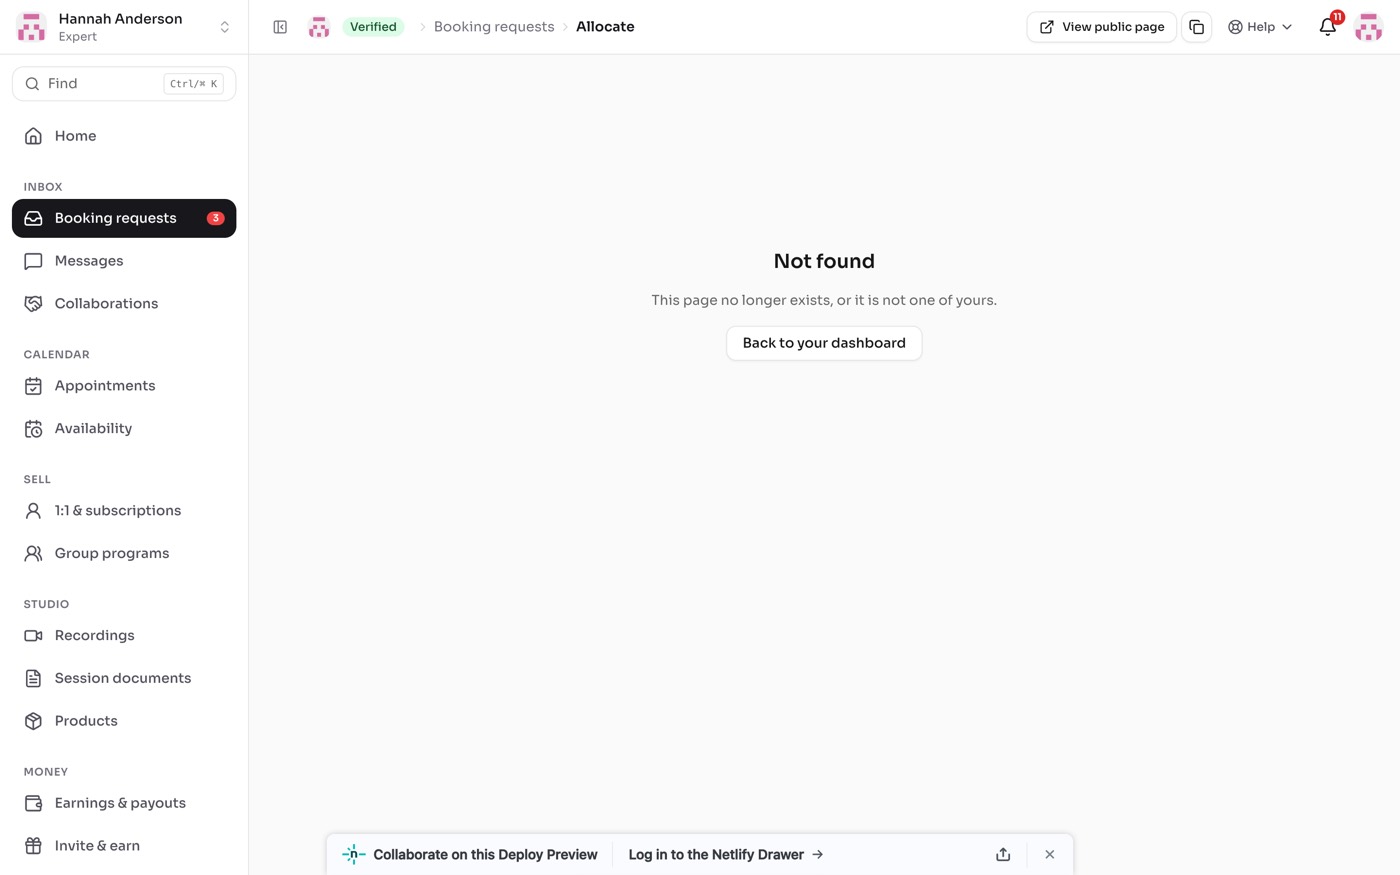 Hannah Anderson
Expert
Verified
Booking requests
Allocate
View public page
Help
11
Find
Ctrl/⌘ K
Home
INBOX
Booking requests
3
Messages
Collaborations
CALENDAR
Appointments
Availability
SELL
1:1 & subscriptions
Group programs
STUDIO
Recordings
Session documents
Products
MONEY
Earnings & payouts
Invite & earn
Not found
This page no longer exists, or it is not one of yours.
Back to your dashboard
Collaborate on this Deploy Preview
Log in to the Netlify Drawer →